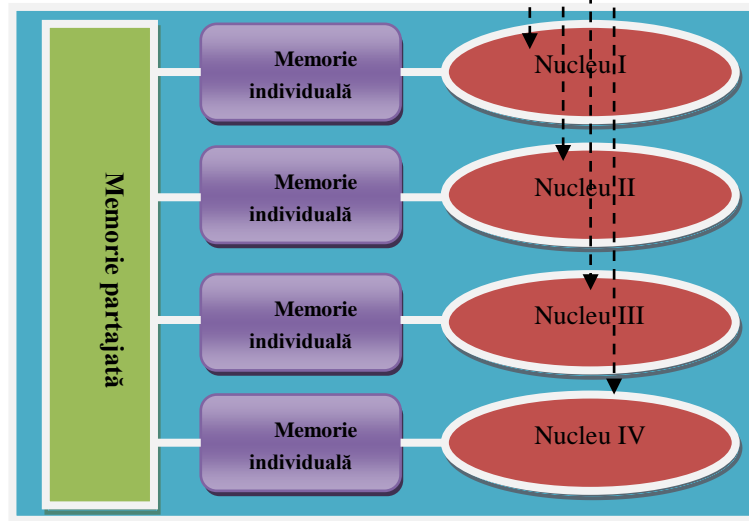 Memorie partajată
Memorie
individuală
Nucleu I
Memorie
individuală
Nucleu II
Memorie
individuală
Nucleu III
Memorie
individuală
Nucleu IV